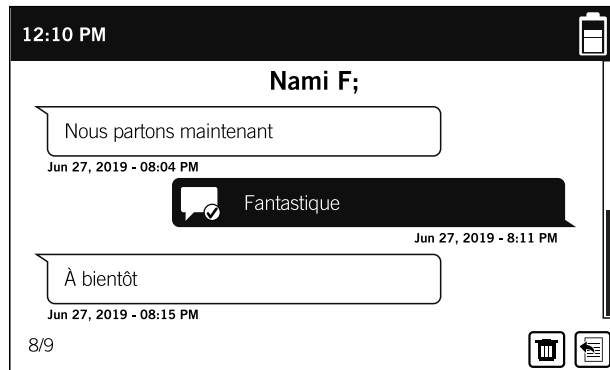 12:10 PM
Nami F;
Nous partons maintenant
Jun 27, 2019 - 08:04 PM
Fantastique
Jun 27, 2019 - 8:11 PM
À bientôt
Jun 27, 2019 - 08:15 PM
8/9